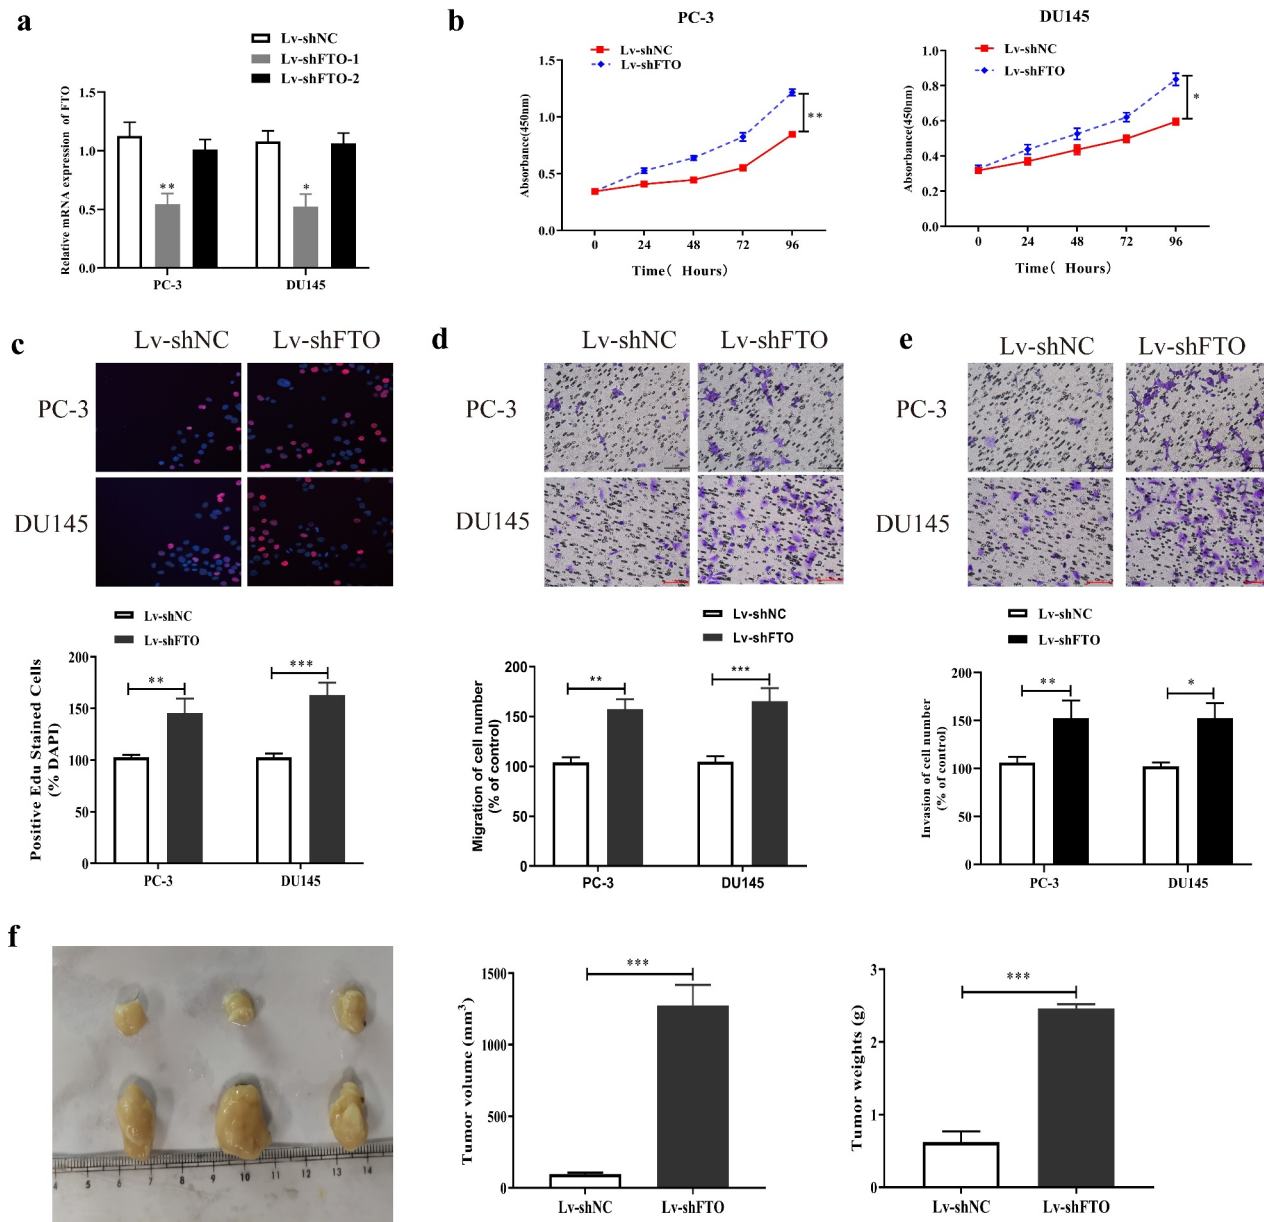 a
Lv-shNC
Lv-shFTO-1
Lv-shFTO-2
Relative mRNA expression of FTO
1.5
1.0
0.5
0.0
**
*
PC-3
DU145
b
PC-3
Lv-shNC
Lv-shFTO
Absorbance(450nm)
1.5
1.0
0.5
0.0
**
0 24 48 72 96
Time( Hours)
DU145
Lv-shNC
Lv-shFTO
Absorbance(450nm)
1.0
0.8
0.6
0.4
0.2
0.0
*
0 24 48 72 96
Time( Hours)
c
Lv-shNC Lv-shFTO
PC-3
DU145
Lv-shNC
Lv-shFTO
Positive Edu Stained Cells
(% DAPI)
200
150
100
50
0
**
***
PC-3
DU145
d
Lv-shNC Lv-shFTO
PC-3
DU145
Lv-shNC
Lv-shFTO
Migration of cell number
(% of control)
200
150
100
50
0
**
***
PC-3
DU145
e
Lv-shNC Lv-shFTO
PC-3
DU145
Lv-shNC
Lv-shFTO
Invasion of cell number
(% of control)
200
150
100
50
0
**
*
PC-3
DU145
f
4 5 6 7 8 9 10 11 12 13 14
Tumor volume (mm³)
1500
1000
500
0
***
Lv-shNC
Lv-shFTO
Tumor weights (g)
3
2
1
0
***
Lv-shNC
Lv-shFTO